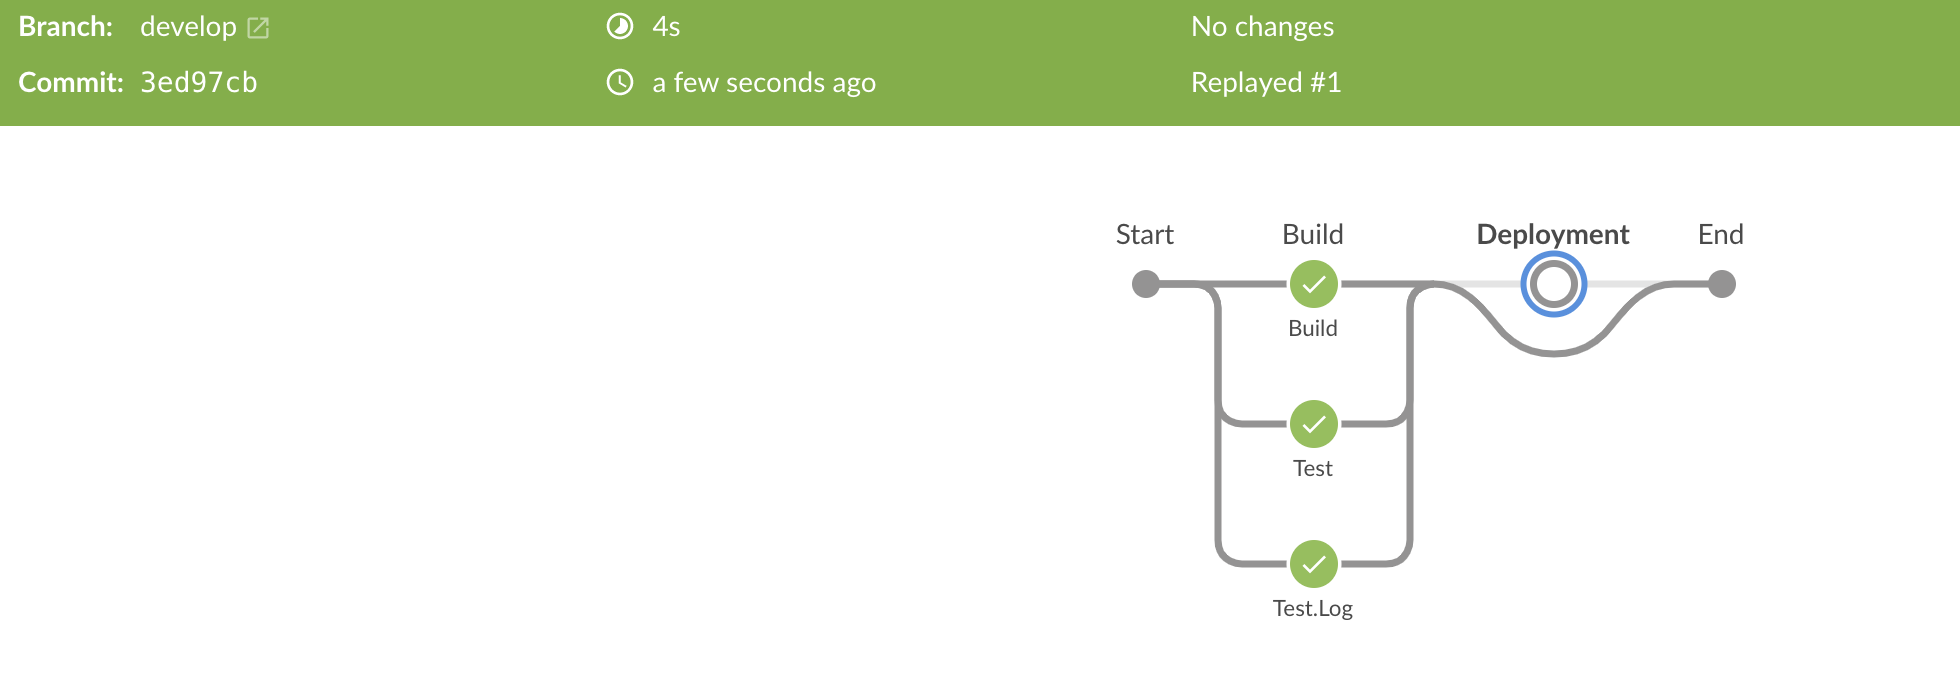 Branch: develop
4s
No changes
Commit: 3ed97cb
a few seconds ago
Replayed #1
Start
Build
Deployment
End
Build
Test
Test.Log